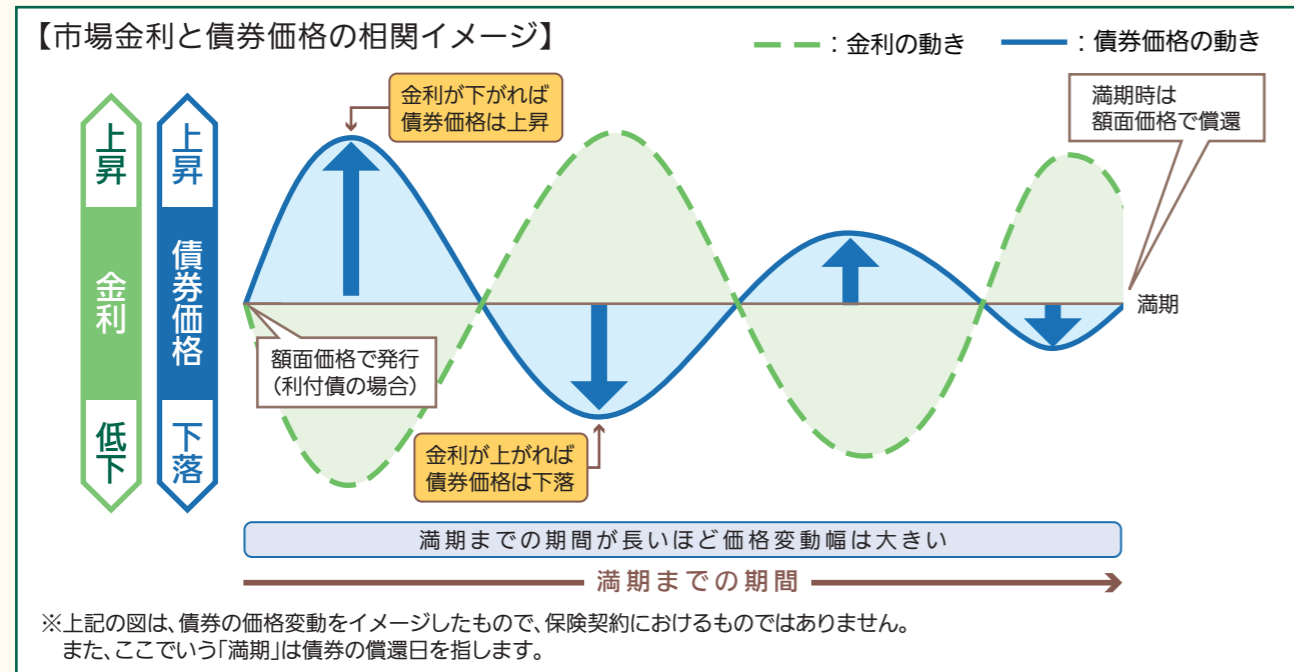 【市場金利と債券価格の相関イメージ】
：金利の動き
：債券価格の動き
金利が下がれば
債券価格は上昇
満期時は
額面価格で償還
上昇
金利
低下
上昇
債券価格
下落
額面価格で発行
（利付債の場合）
満期
金利が上がれば
債券価格は下落
満期までの期間が長いほど価格変動幅は大きい
満期までの期間
※上記の図は、債券の価格変動をイメージしたもので、保険契約におけるものではありません。
また、ここでいう「満期」は債券の償還日を指します。